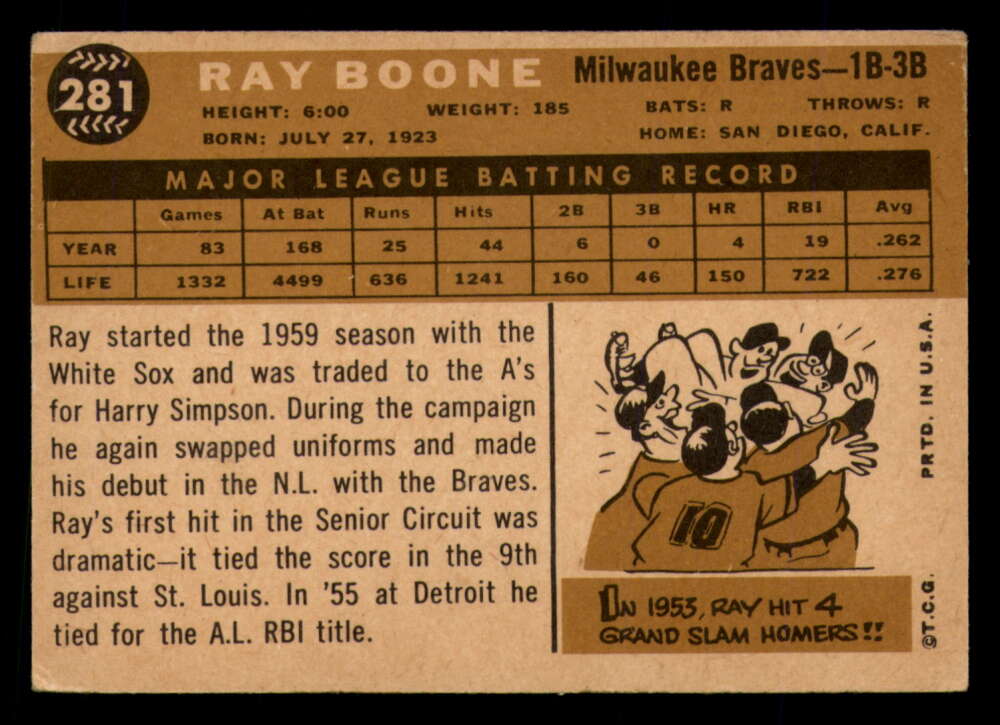 281
RAY BOONE Milwaukee Braves—1B-3B
HEIGHT: 6:00 WEIGHT: 185 BATS: R THROWS: R
BORN: JULY 27, 1923 HOME: SAN DIEGO, CALIF.
MAJOR LEAGUE BATTING RECORD
Games At Bat Runs Hits 2B 3B HR RBI Avg
YEAR 83 168 25 44 6 0 4 19 .262
LIFE 1332 4499 636 1241 160 46 150 722 .276
Ray started the 1959 season with the
White Sox and was traded to the A's
for Harry Simpson. During the campaign
he again swapped uniforms and made
his debut in the N.L. with the Braves.
Ray's first hit in the Senior Circuit was
dramatic—it tied the score in the 9th
against St. Louis. In '55 at Detroit he
tied for the A.L. RBI title.
10
IN 1953, RAY HIT 4
GRAND SLAM HOMERS!!
©T.C.G. PRTD. IN U.S.A.